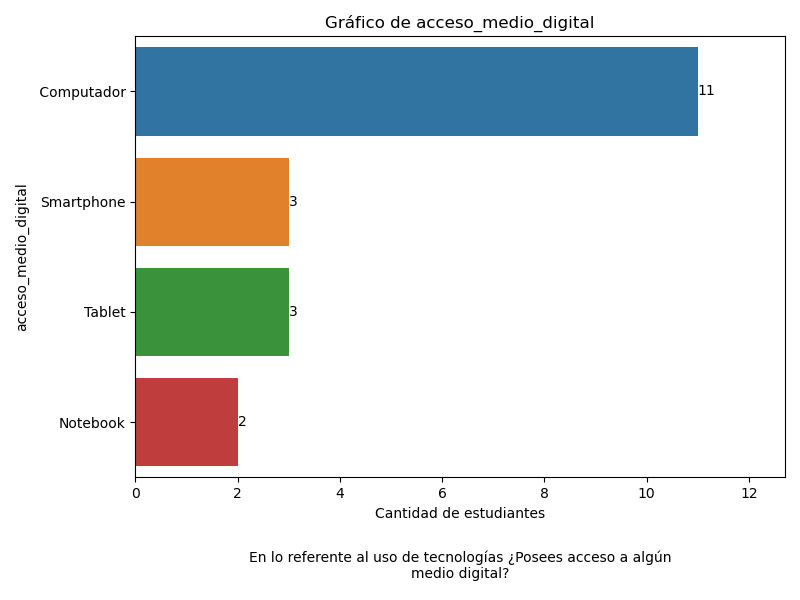 Gráfico de acceso_medio_digital
acceso_medio_digital
Computador
11
Smartphone
3
Tablet
3
Notebook
2
0 2 4 6 8 10 12
Cantidad de estudiantes
En lo referente al uso de tecnologías ¿Posees acceso a algún
medio digital?